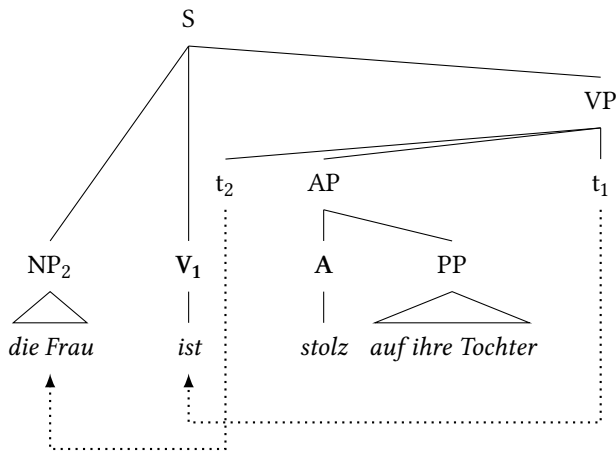 S
VP
t2 AP t1
NP2 V1 A PP
die Frau ist stolz auf ihre Tochter